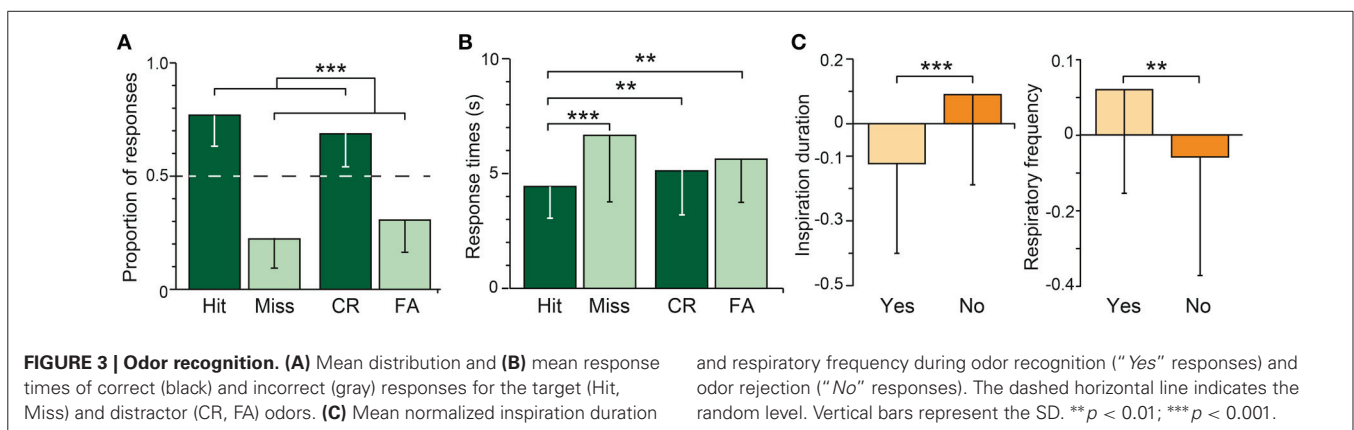 A
Proportion of responses
1.0
0.5
0
***
Hit Miss CR FA
B
Response times (s)
10
5
0
**
**
***
Hit Miss CR FA
C
Inspiration duration
0.2
0
-0.1
-0.3
-0.5
***
Yes No
Respiratory frequency
0.1
0
-0.2
-0.4
**
Yes No
FIGURE 3 | Odor recognition. (A) Mean distribution and (B) mean response
times of correct (black) and incorrect (gray) responses for the target (Hit,
Miss) and distractor (CR, FA) odors. (C) Mean normalized inspiration duration
and respiratory frequency during odor recognition (“Yes” responses) and
odor rejection (“No” responses). The dashed horizontal line indicates the
random level. Vertical bars represent the SD. **p < 0.01; ***p < 0.001.